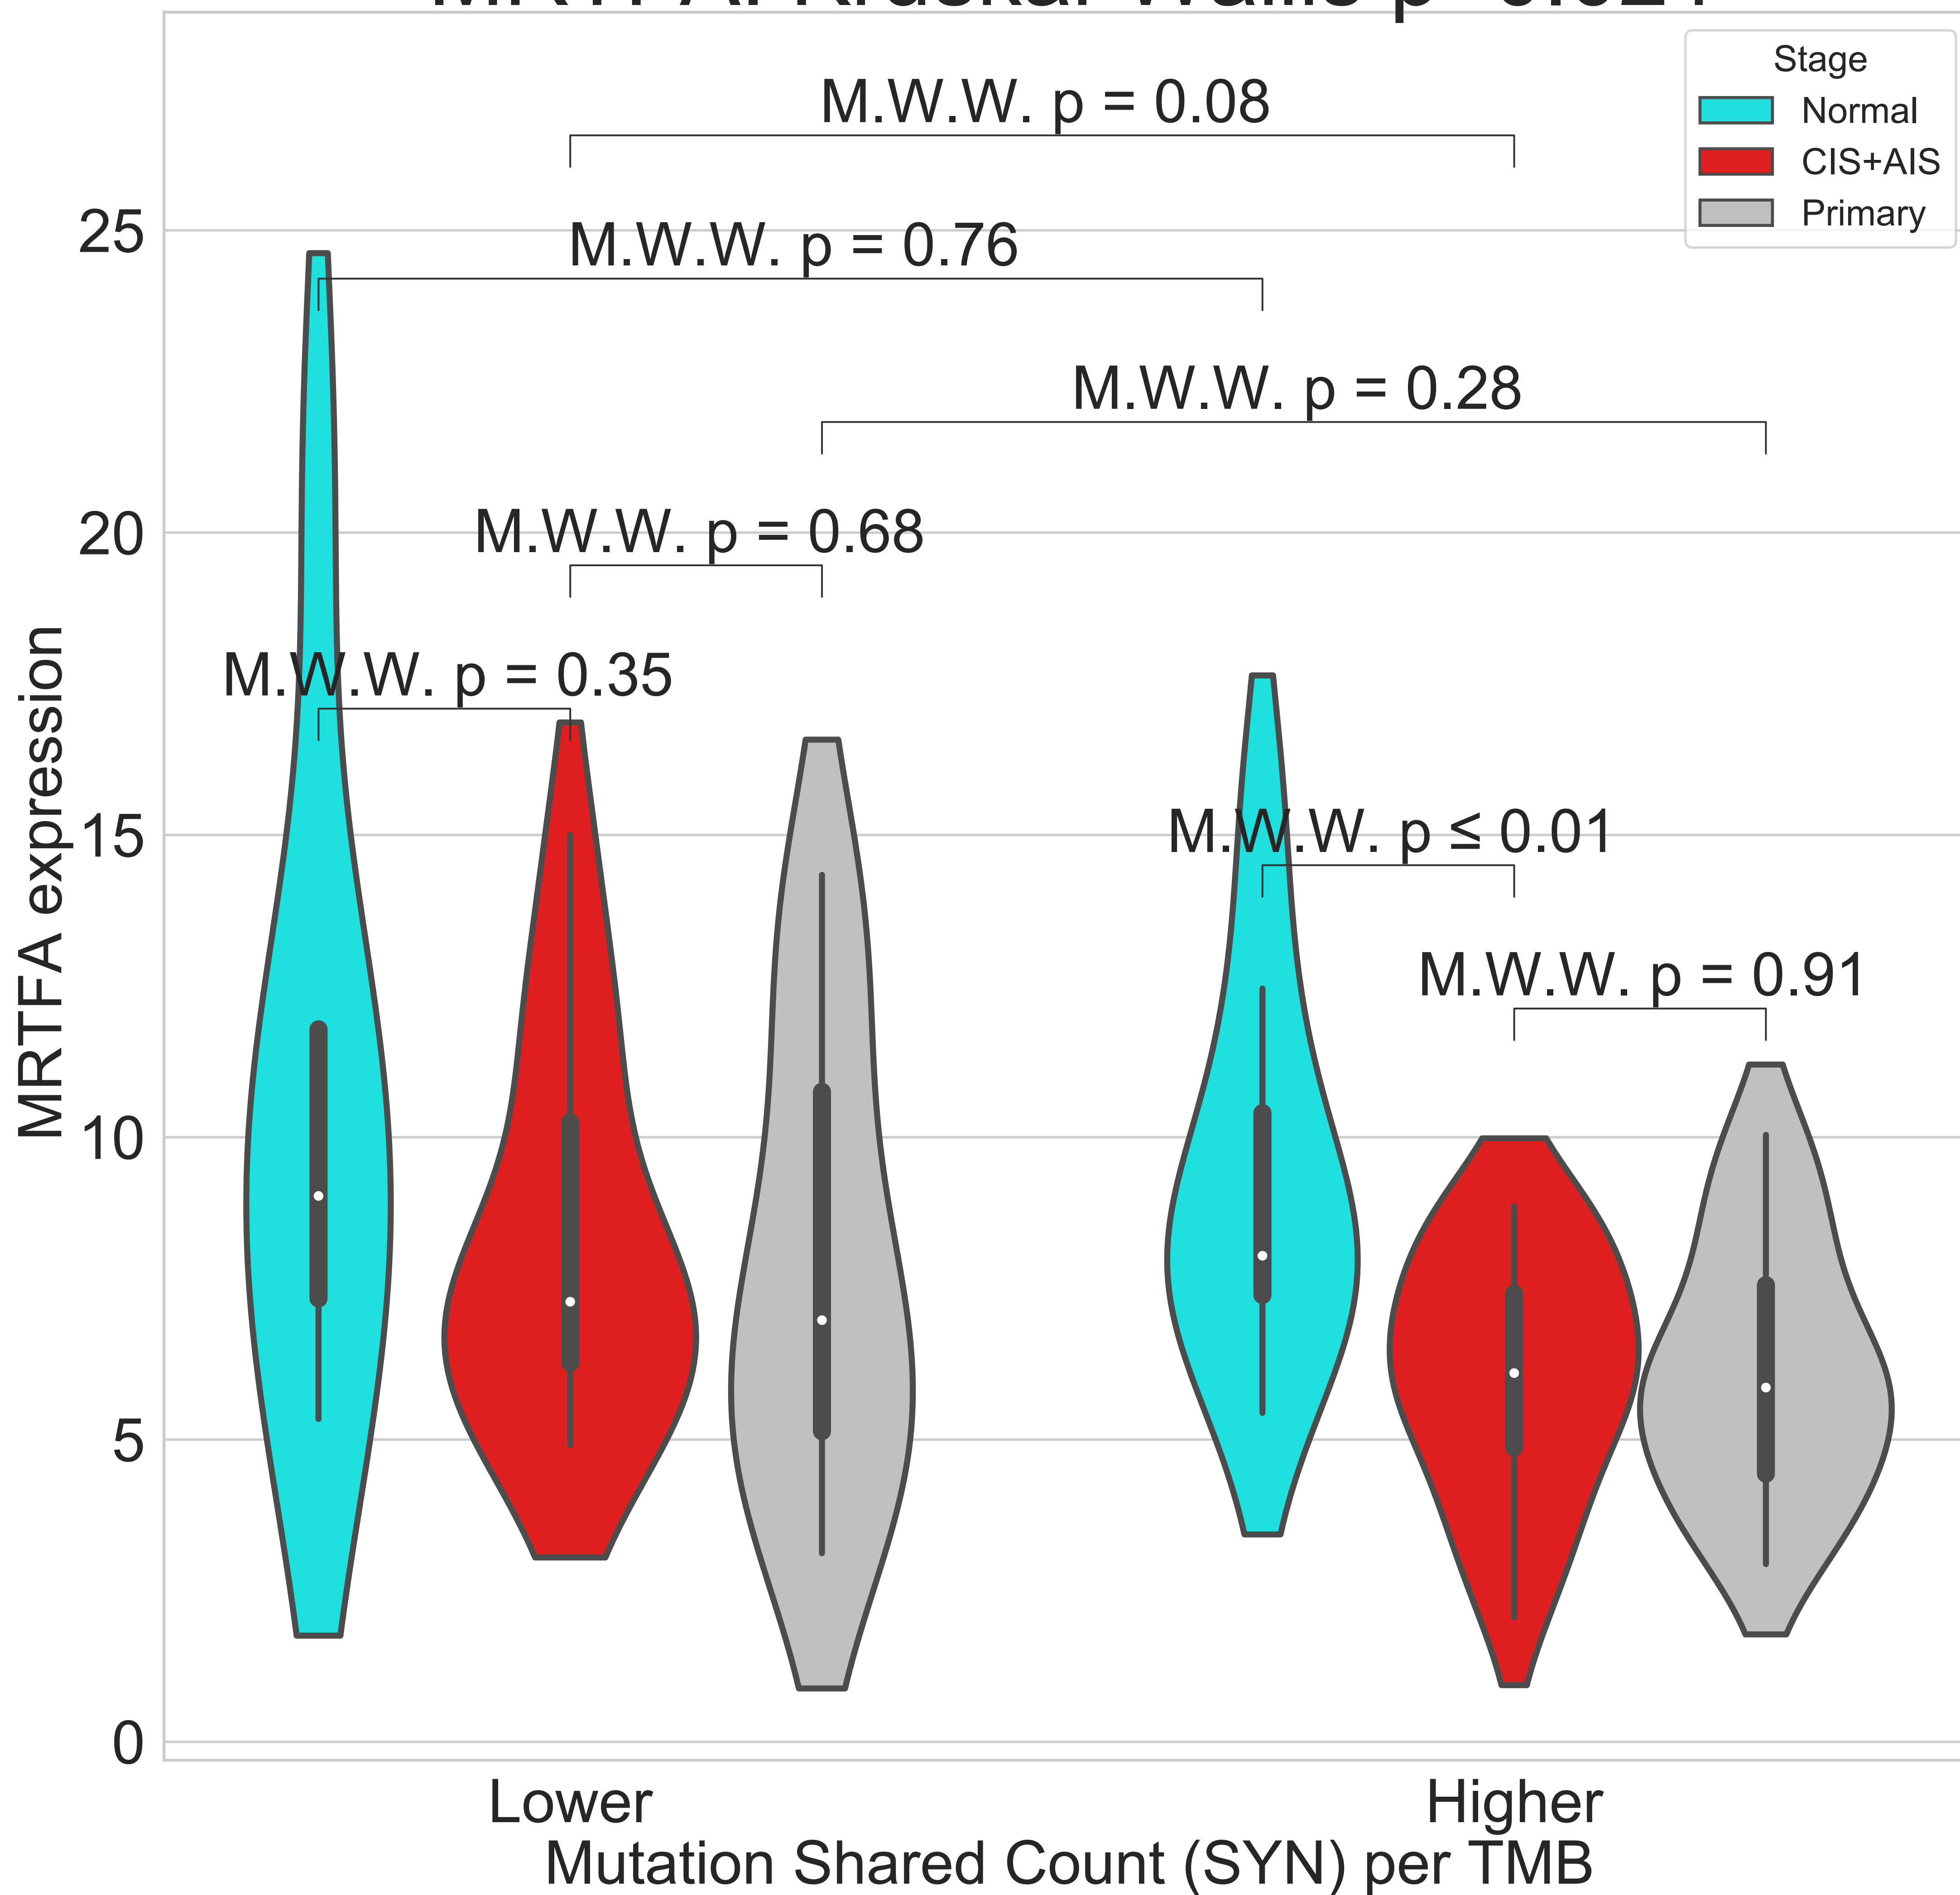 Stage
Normal
CIS+AIS
Primary
M.W.W. p = 0.08
M.W.W. p = 0.76
M.W.W. p = 0.28
M.W.W. p = 0.68
M.W.W. p = 0.35
M.W.W. p ≤ 0.01
M.W.W. p = 0.91
25
20
15
10
5
0
MRTFA expression
Lower
Higher
Mutation Shared Count (SYN) per TMB